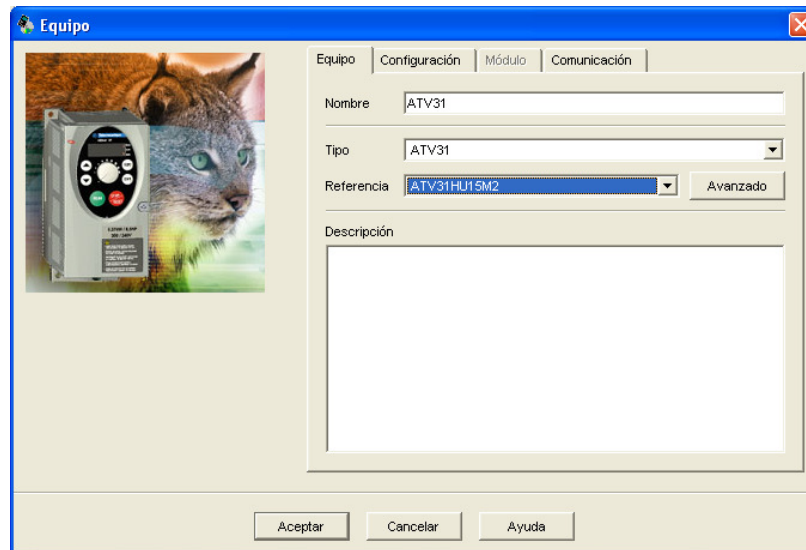 Equipo
Equipo Configuración Módulo Comunicación
Nombre ATV31
Tipo ATV31
Referencia ATV31HU15M2 Avanzado
Descripción
Aceptar Cancelar Ayuda